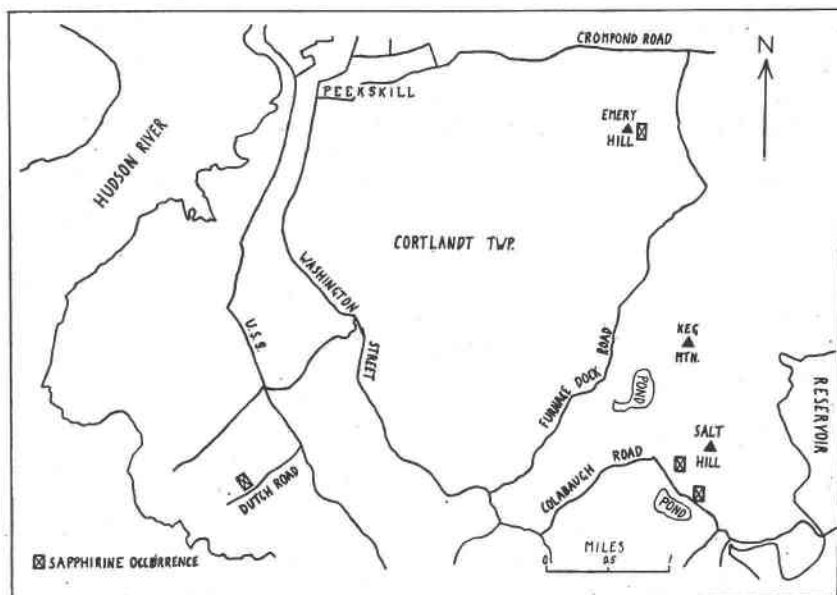 CROMPOND ROAD
N
PEEKSKILL
EMERY
HILL
HUDSON RIVER
CORTLANDT TWP.
WASHINGTON
STREET
U.S.9.
KEG
MTN.
FURNACE DOCK
ROAD
POND
RESERVOIR
SALT
HILL
COLABAUGH ROAD
DUTCH ROAD
POND
MILES
0 0.5 1
SAPPHIRINE OCCURRENCE